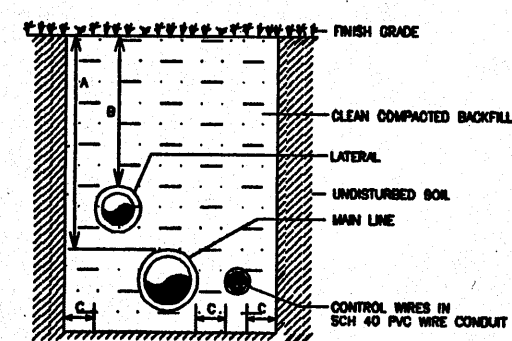 FINISH GRADE
A
B
CLEAN COMPACTED BACKFILL
LATERAL
UNDISTURBED SOIL
MAIN LINE
C
C
C
CONTROL WIRES IN
SCH 40 PVC WIRE CONDUIT